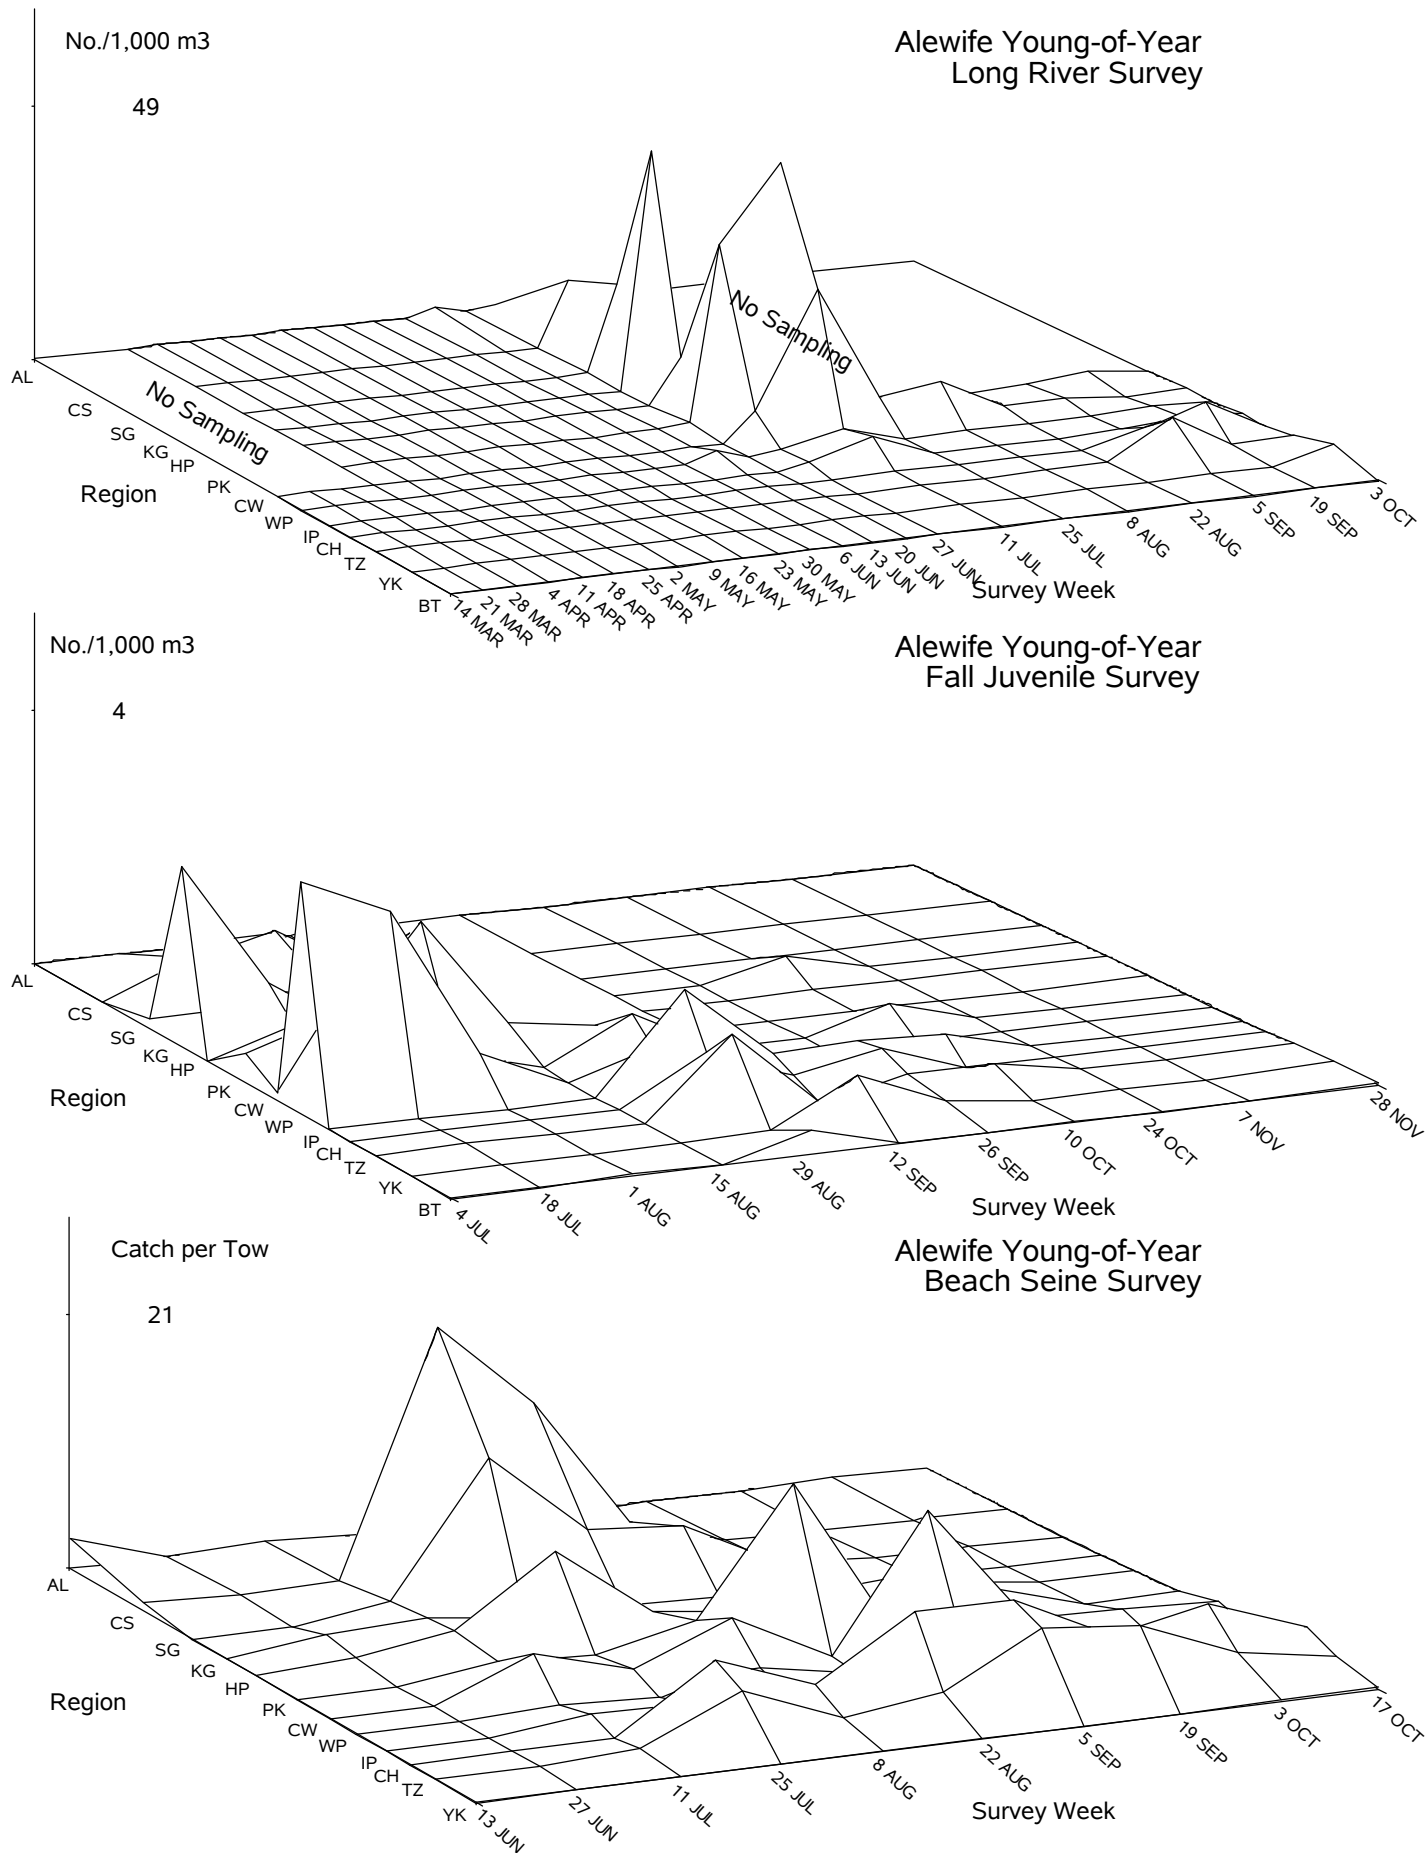 No./1,000 m3
Alewife Young-of-Year
Long River Survey
49
No Sampling
No Sampling
AL
CS
SG
KG
HP
PK
CW
WP
IP
CH
TZ
YK
BT
Region
14 MAR
21 MAR
28 MAR
4 APR
11 APR
18 APR
25 APR
2 MAY
9 MAY
16 MAY
23 MAY
30 MAY
6 JUN
13 JUN
20 JUN
27 JUN
11 JUL
25 JUL
8 AUG
22 AUG
5 SEP
19 SEP
3 OCT
Survey Week
No./1,000 m3
Alewife Young-of-Year
Fall Juvenile Survey
4
AL
CS
SG
KG
HP
PK
CW
WP
IP
CH
TZ
YK
BT
Region
4 JUL
18 JUL
1 AUG
15 AUG
29 AUG
12 SEP
26 SEP
10 OCT
24 OCT
7 NOV
28 NOV
Survey Week
Catch per Tow
Alewife Young-of-Year
Beach Seine Survey
21
AL
CS
SG
KG
HP
PK
CW
WP
IP
CH
TZ
YK
Region
13 JUN
27 JUN
11 JUL
25 JUL
8 AUG
22 AUG
5 SEP
19 SEP
3 OCT
17 OCT
Survey Week